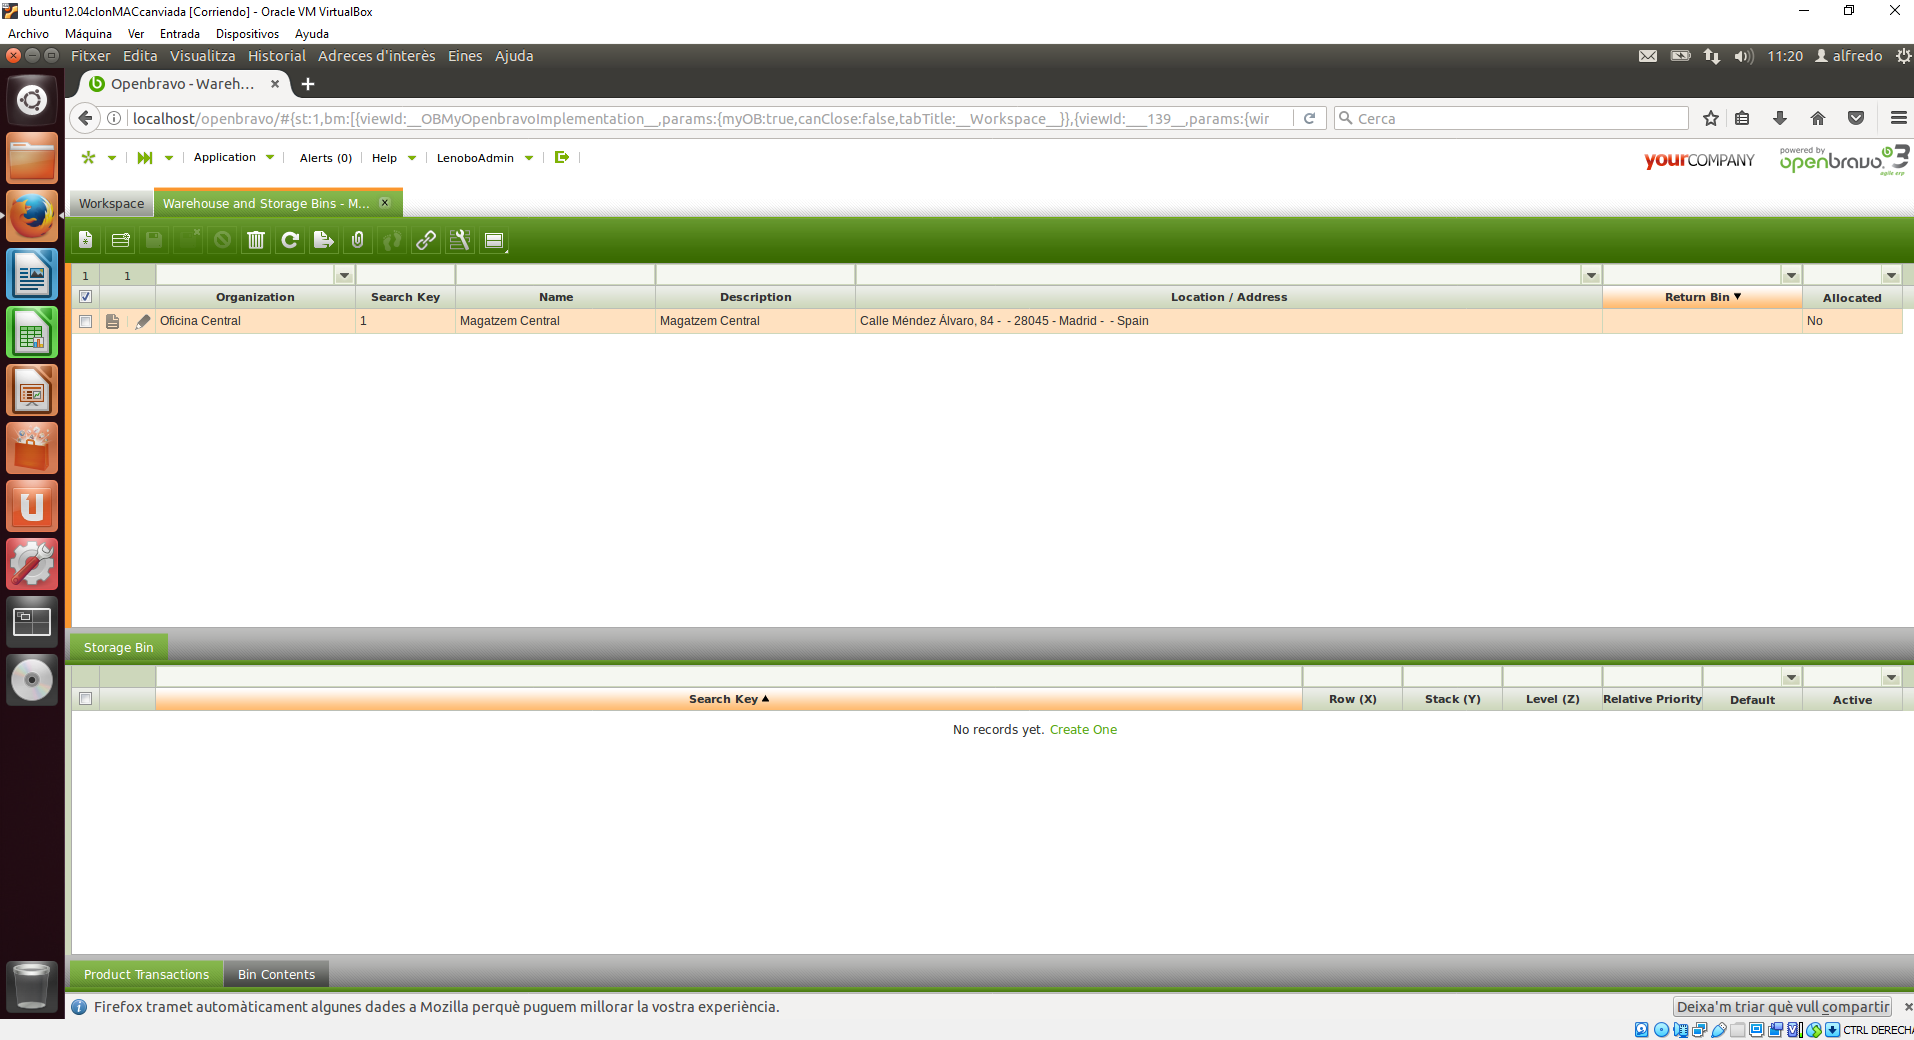 ubuntu12.04clonMACcanviada [Corriendo] - Oracle VM VirtualBox
Archivo Máquina Ver Entrada Dispositivos Ayuda
Fitxer Edita Visualitza Historial Adreces d'interès Eines Ajuda 11:20 alfredo
Openbravo - Wareh...
localhost/openbravo/#{st:1,bm:[{viewId:__OBMyOpenbravoImplementation__,params:{myOB:true,canClose:false,tabTitle:__Workspace__}},{viewId:___139__,params:{wir Cerca
Application Alerts (0) Help LenoboAdmin yourCOMPANY powered by openbravo 3 agile erp
Workspace Warehouse and Storage Bins - M...
1 1
Organization Search Key Name Description Location / Address Return Bin Allocated
Oficina Central 1 Magatzem Central Magatzem Central Calle Méndez Álvaro, 84 - - 28045 - Madrid - - Spain No
Storage Bin
Search Key Row (X) Stack (Y) Level (Z) Relative Priority Default Active
No records yet. Create One
Product Transactions Bin Contents
Firefox tramet automàticament algunes dades a Mozilla perquè puguem millorar la vostra experiència. Deixa'm triar què vull compartir
CTRL DERECHA